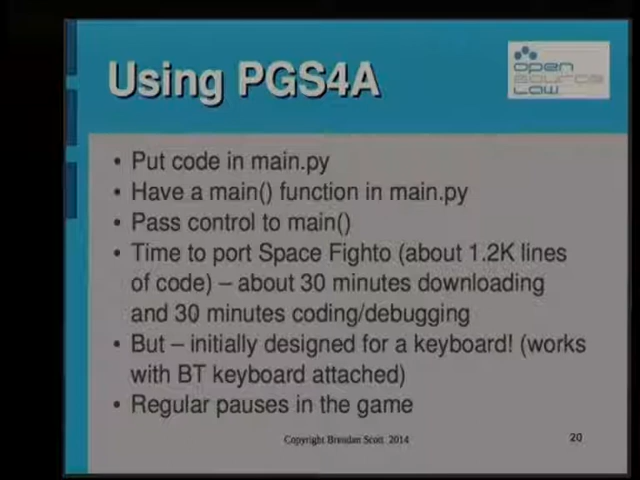 Using PGS4A
open
source
Law
• Put code in main.py
• Have a main() function in main.py
• Pass control to main()
• Time to port Space Fighto (about 1.2K lines
of code) – about 30 minutes downloading
and 30 minutes coding/debugging
• But – initially designed for a keyboard! (works
with BT keyboard attached)
• Regular pauses in the game
Copyright Brendan Scott 2014
20